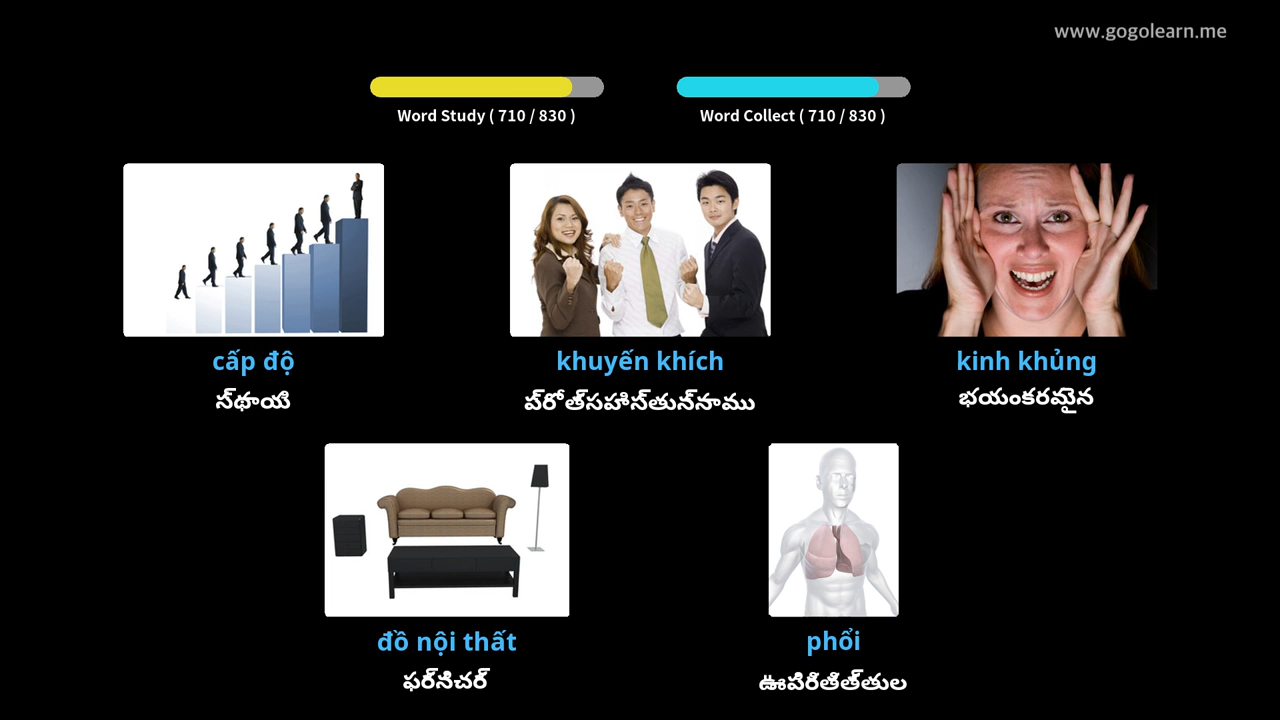 www.gogolearn.me
Word Study ( 710 / 830 )
Word Collect ( 710 / 830 )
cấp độ
khuyến khích
kinh khủng
స్థాయి
ప్రోత్సహిస్తున్నాము
భయంకరమైన
đồ nội thất
phổi
ఫర్నిచర్
ఊపిరితిత్తుల